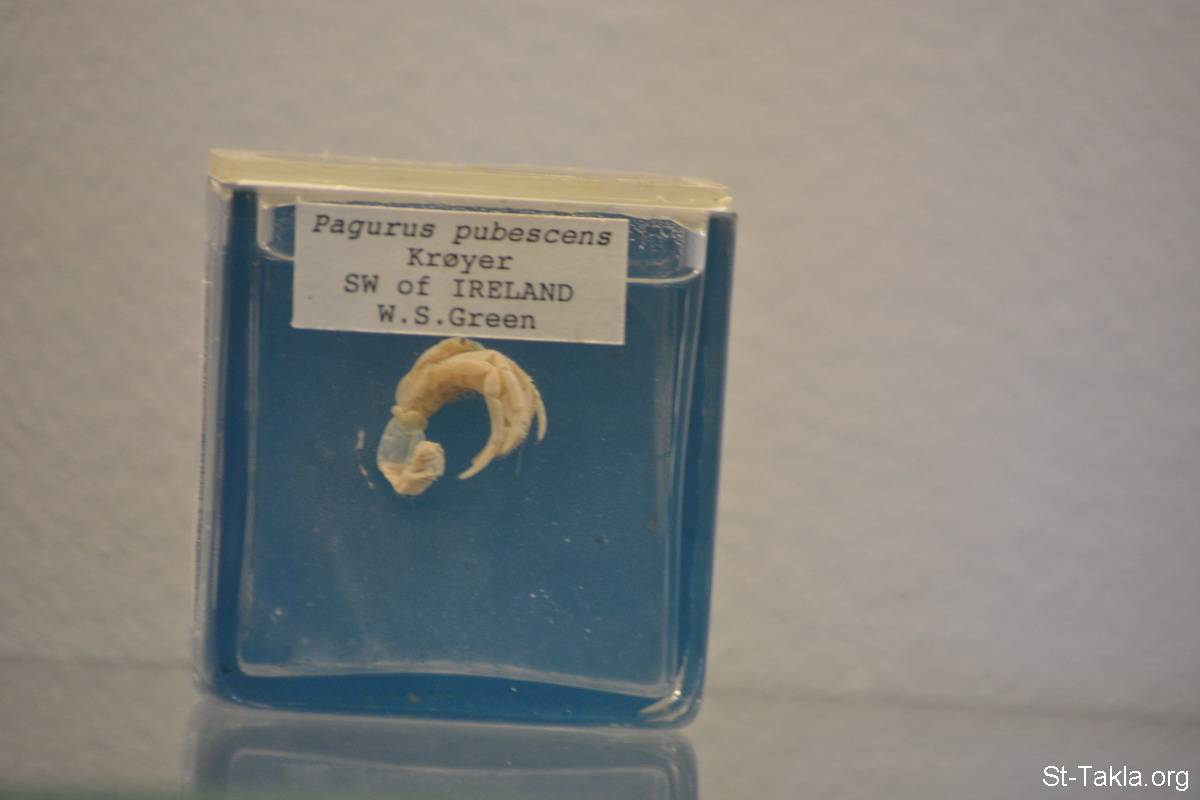 Pagurus pubescens
Krøyer
SW of IRELAND
W.S.Green
St-Takla.org